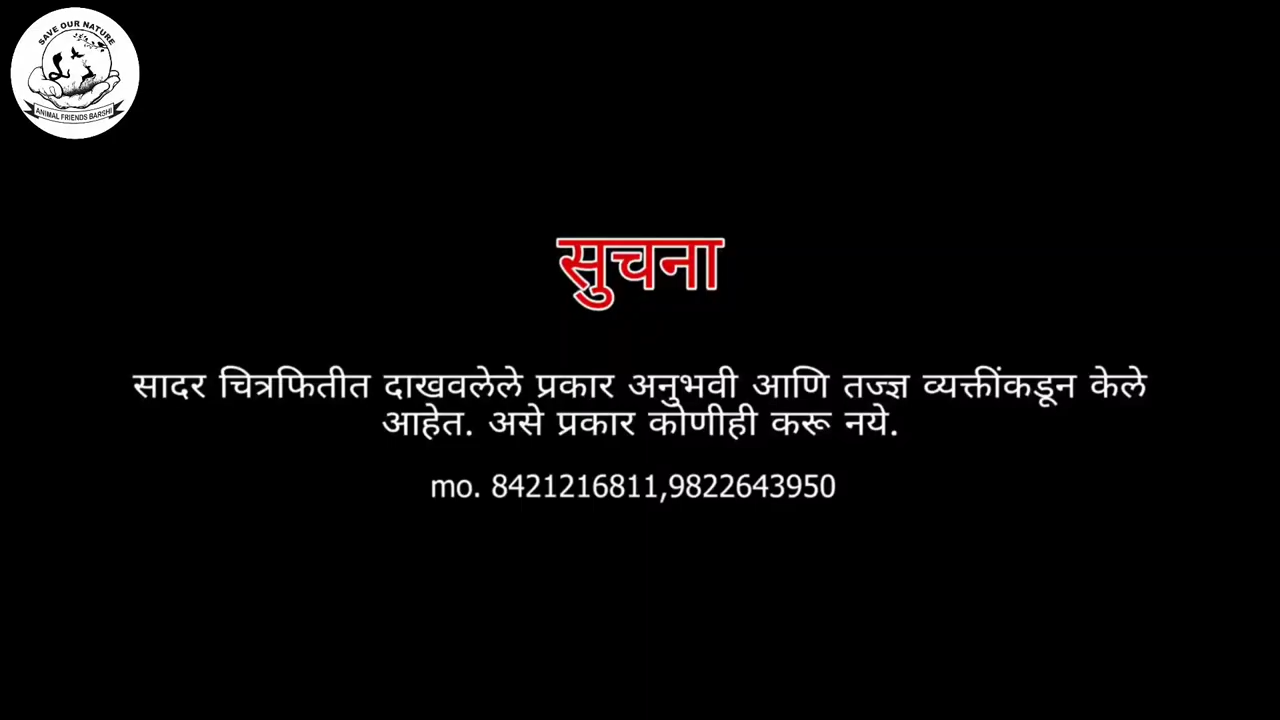 SAVE OUR NATURE
ANIMAL FRIENDS BARSHI
सुचना
सादर चित्रफितीत दाखवलेले प्रकार अनुभवी आणि तज्ज्ञ व्यक्तींकडून केले
आहेत. असे प्रकार कोणीही करू नये.
mo. 8421216811,9822643950